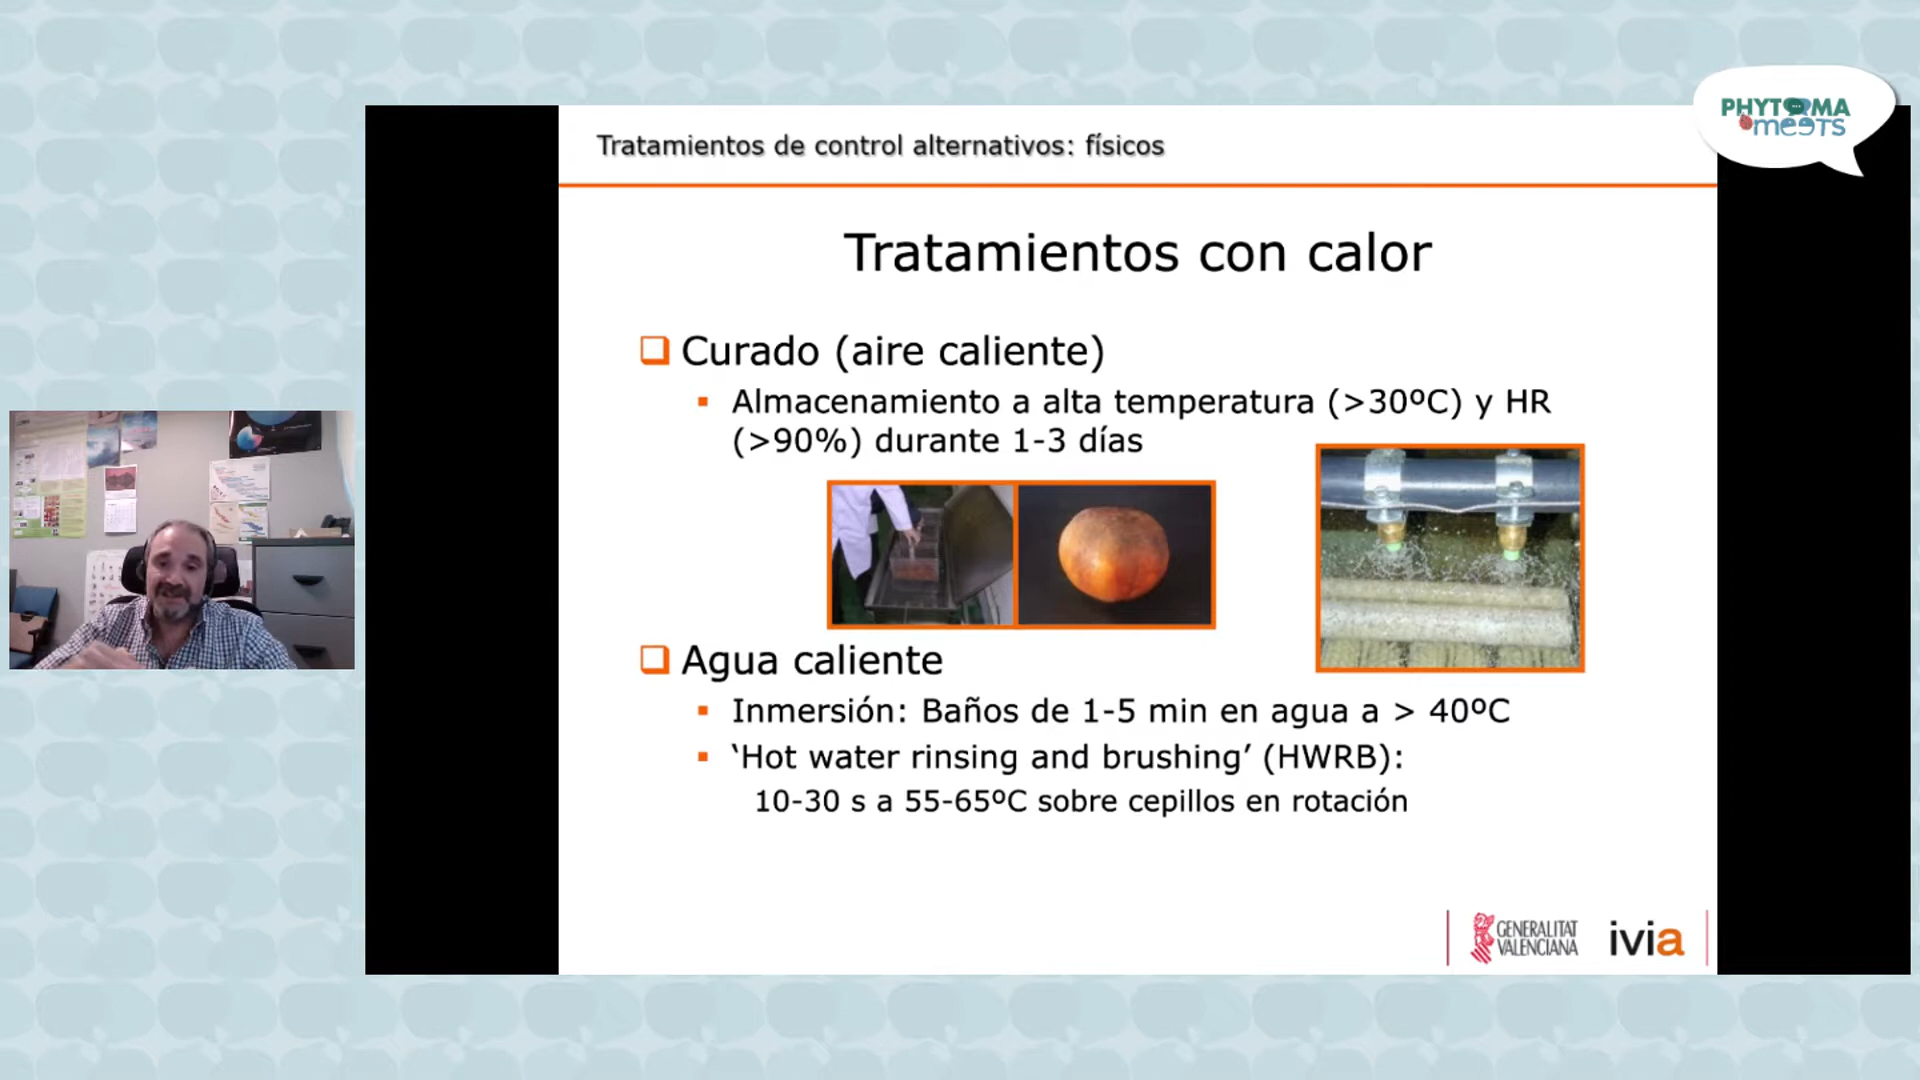 PHYTOMA
meeTS
Tratamientos de control alternativos: físicos
Tratamientos con calor
Curado (aire caliente)
Almacenamiento a alta temperatura (>30ºC) y HR
(>90%) durante 1-3 días
Agua caliente
Inmersión: Baños de 1-5 min en agua a > 40ºC
‘Hot water rinsing and brushing’ (HWRB):
10-30 s a 55-65ºC sobre cepillos en rotación
GENERALITAT
VALENCIANA
ivia